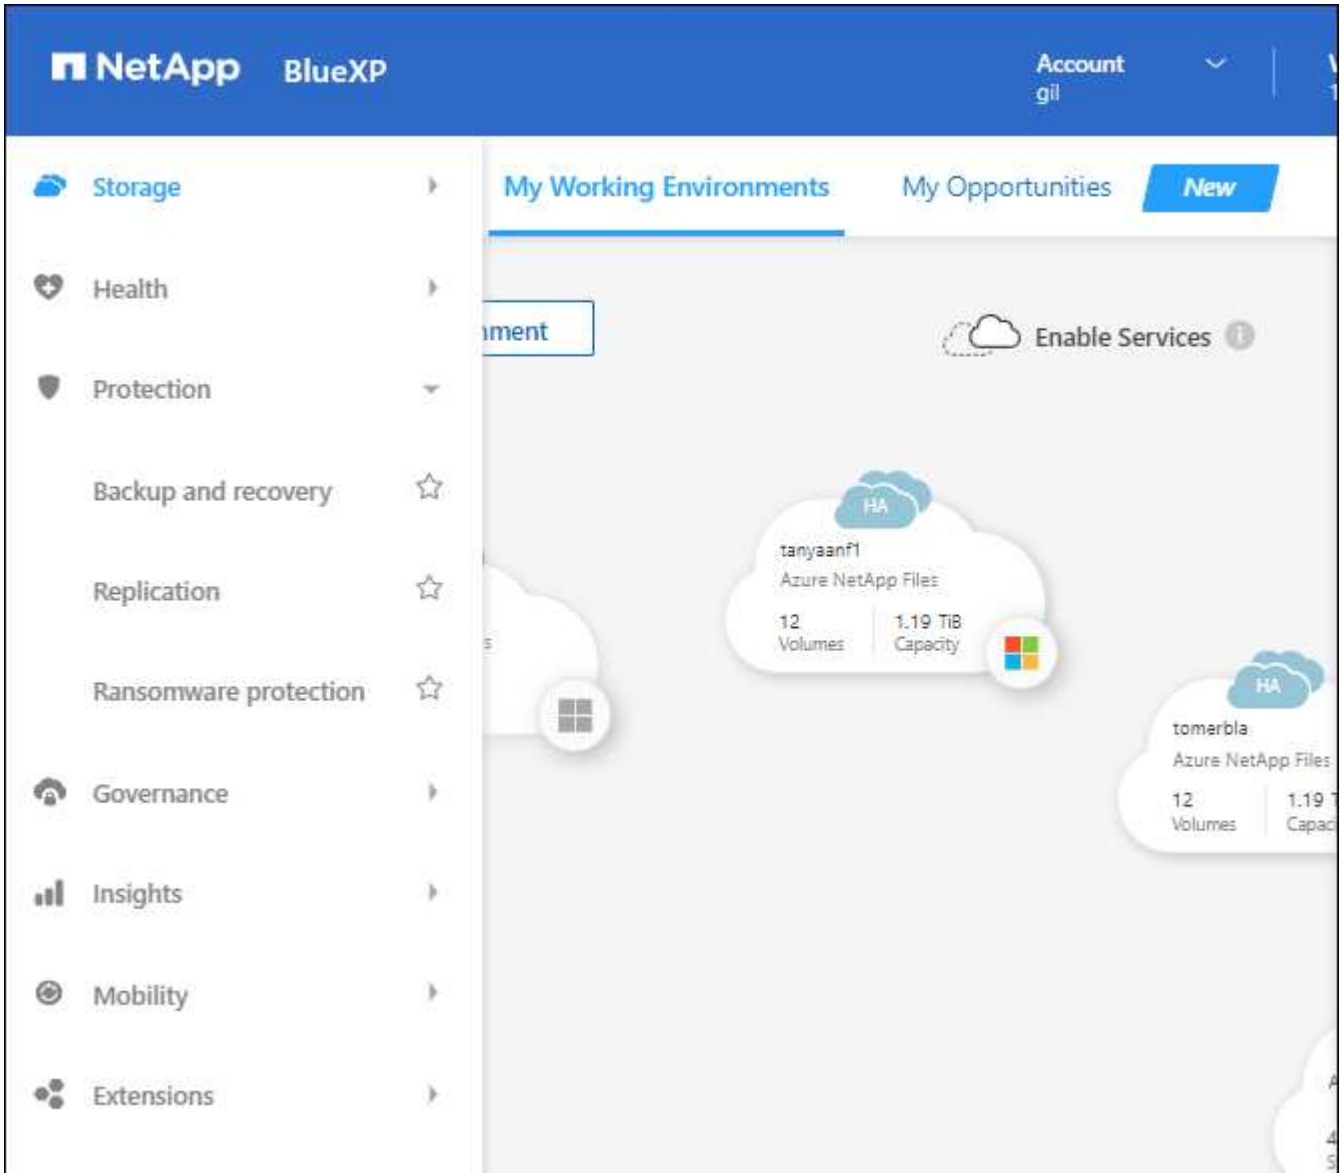 NetApp BlueXP
Account
gil
Storage
Health
Protection
Backup and recovery
Replication
Ransomware protection
Governance
Insights
Mobility
Extensions
My Working Environments
My Opportunities
New
Enable Services
HA
tanyaanf1
Azure NetApp Files
12
1.19 TiB
Volumes
Capacity
HA
tomerbla
Azure NetApp Files
12
1.19
Volumes